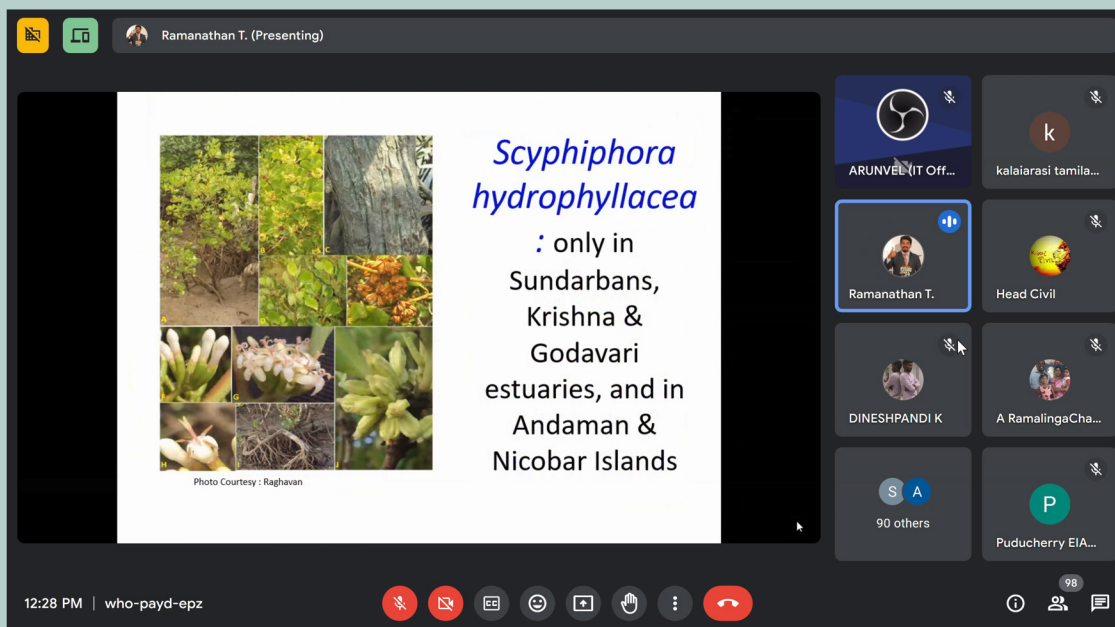 Ramanathan T. (Presenting)
Scyphiphora
hydrophyllacea
: only in
Sundarbans,
Krishna &
Godavari
estuaries, and in
Andaman &
Nicobar Islands
Photo Courtesy : Raghavan
ARUNVEL (IT Off...
kalaiarasi tamila...
k
Ramanathan T.
Head Civil
DINESHPANDI K
A RamalingaCha...
S A
90 others
P
Puducherry EIA...
12:28 PM | who-payd-epz
CC
98